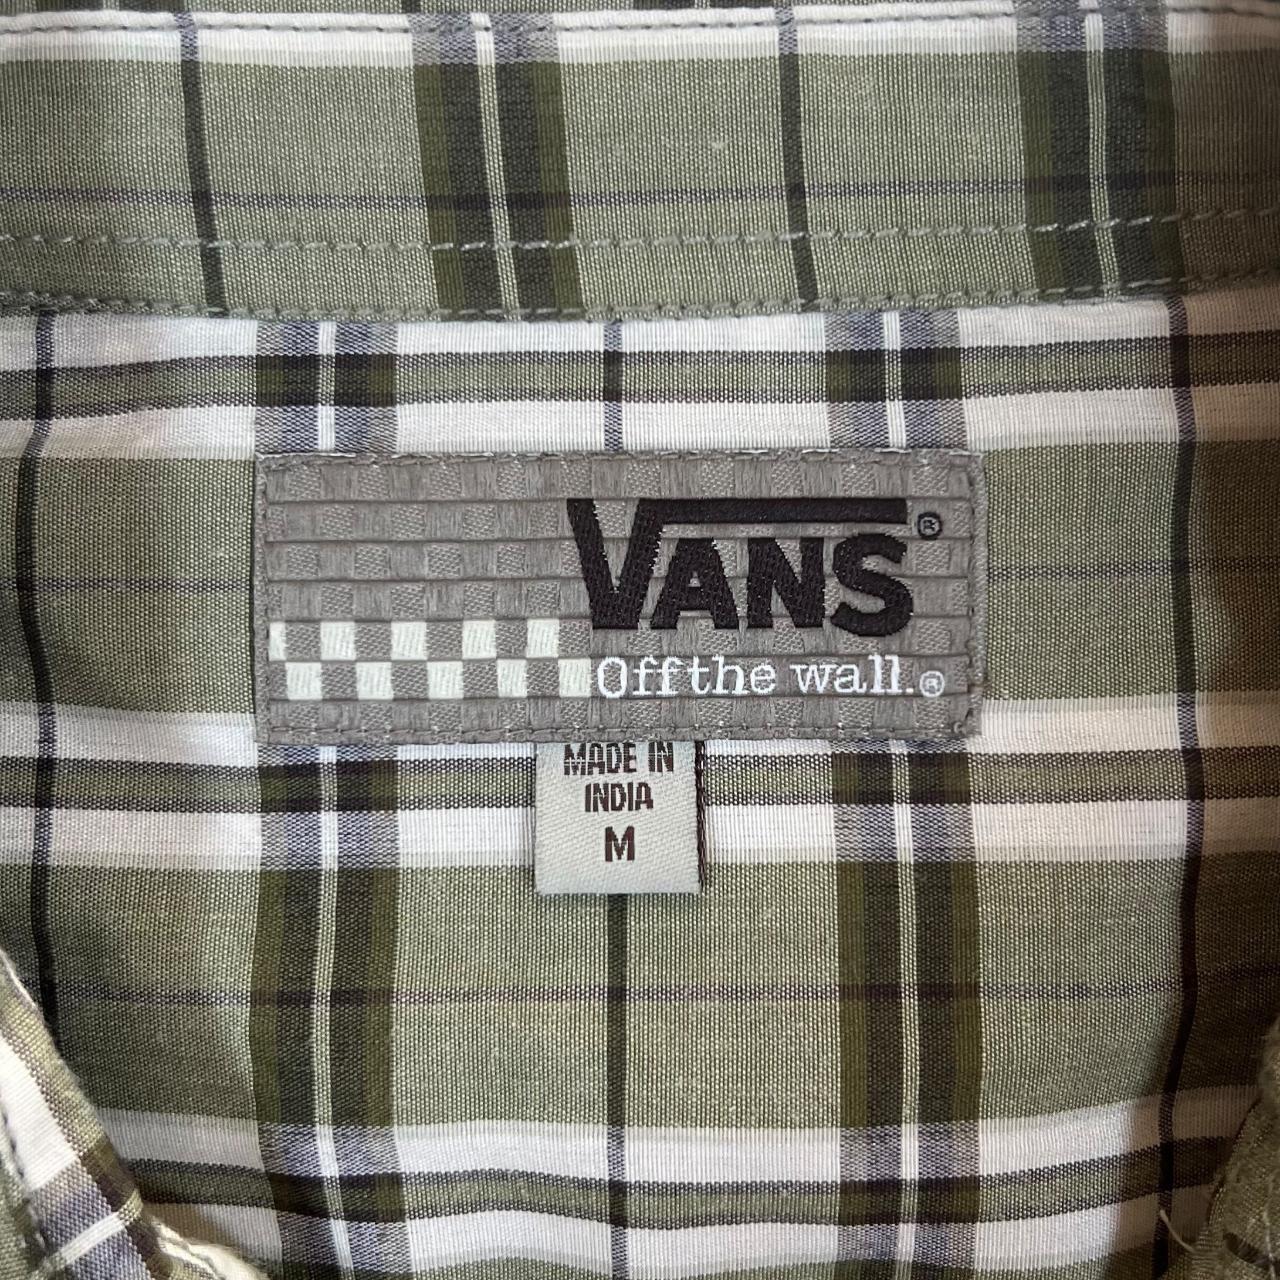 VANS®
Off the wall.®
MADE IN
INDIA
M